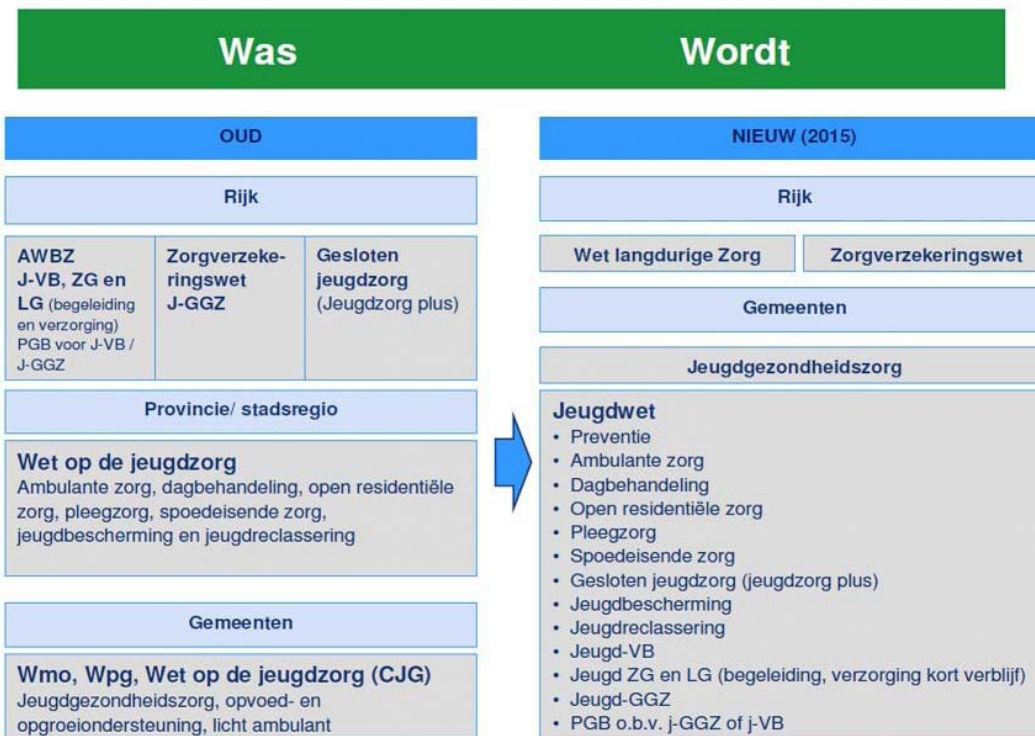 Was
Wordt
OUD
Rijk
AWBZ
J-VB, ZG en
LG (begeleiding
en verzorging)
PGB voor J-VB /
J-GGZ
Zorgverzeke-
ringswet
J-GGZ
Gesloten
jeugdzorg
(Jeugdzorg plus)
Provincie/ stadsregio
Wet op de jeugdzorg
Ambulante zorg, dagbehandeling, open residentiële
zorg, pleegzorg, spoedeisende zorg,
jeugdbescherming en jeugdreclassering
Gemeenten
Wmo, Wpg, Wet op de jeugdzorg (CJG)
Jeugdgezondheidszorg, opvoed- en
opgroeiondersteuning, licht ambulant
NIEUW (2015)
Rijk
Wet langdurige Zorg
Zorgverzekeringswet
Gemeenten
Jeugdgezondheidszorg
Jeugdwet
• Preventie
• Ambulante zorg
• Dagbehandeling
• Open residentiële zorg
• Pleegzorg
• Spoedeisende zorg
• Gesloten jeugdzorg (jeugdzorg plus)
• Jeugdbescherming
• Jeugdreclassering
• Jeugd-VB
• Jeugd ZG en LG (begeleiding, verzorging kort verblijf)
• Jeugd-GGZ
• PGB o.b.v. j-GGZ of j-VB